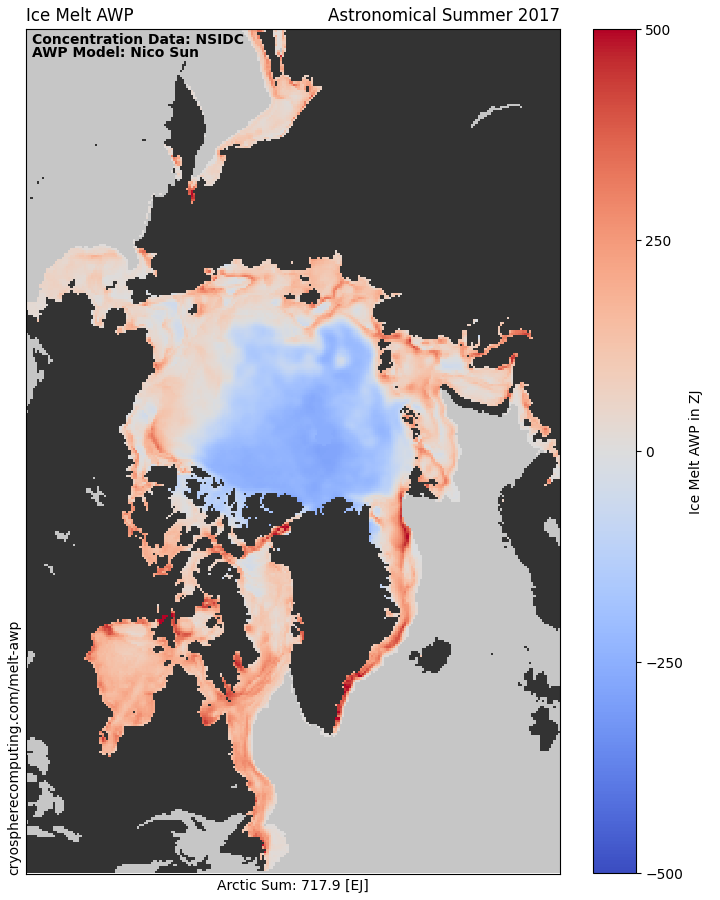 Ice Melt AWP
Astronomical Summer 2017
Concentration Data: NSIDC
AWP Model: Nico Sun
500
250
0
−250
−500
Ice Melt AWP in ZJ
cryospherecomputing.com/melt-awp
Arctic Sum: 717.9 [EJ]